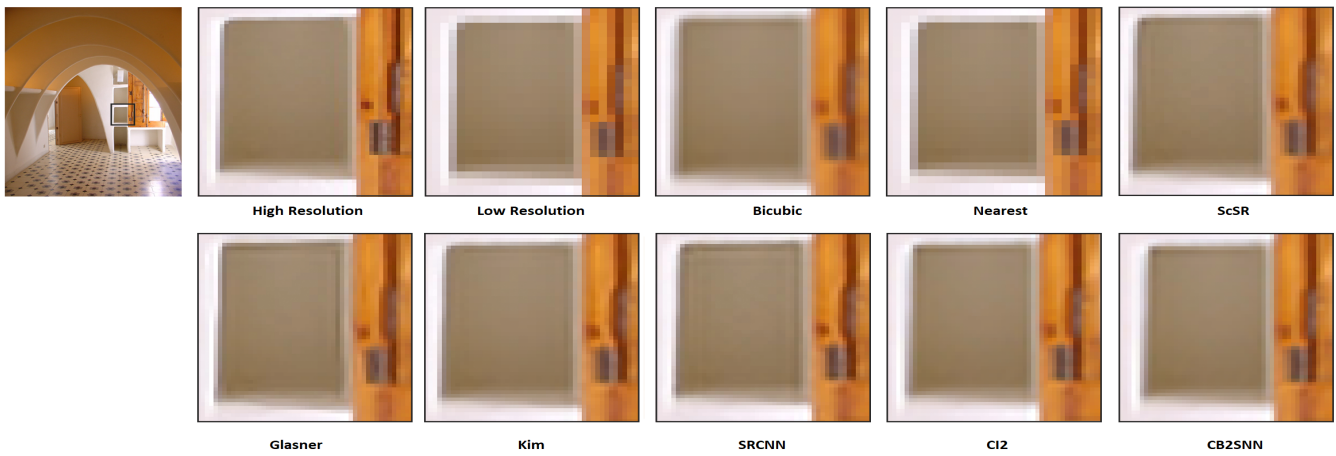 High Resolution
Low Resolution
Bicubic
Nearest
ScSR
Glasner
Kim
SRCNN
CI2
CB2SNN